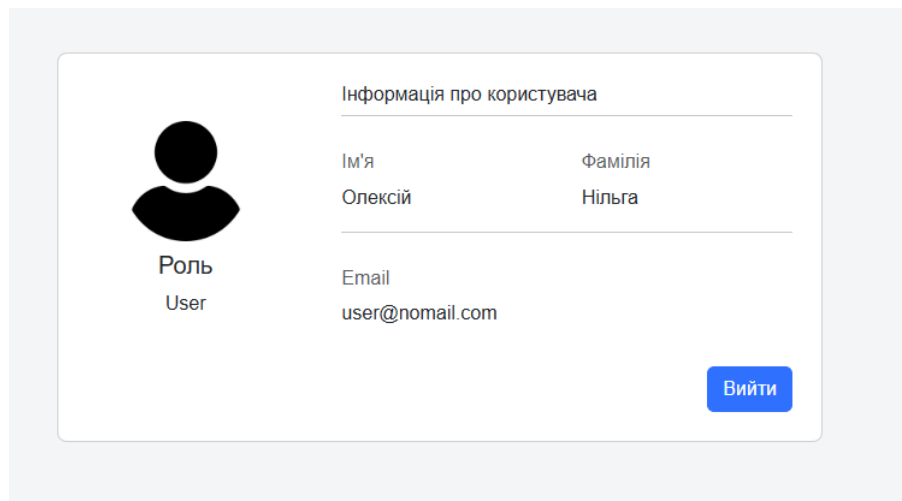 Інформація про користувача
Ім'я Фамілія
Олексій Нільга
Роль
User
Email
user@nomail.com
Вийти